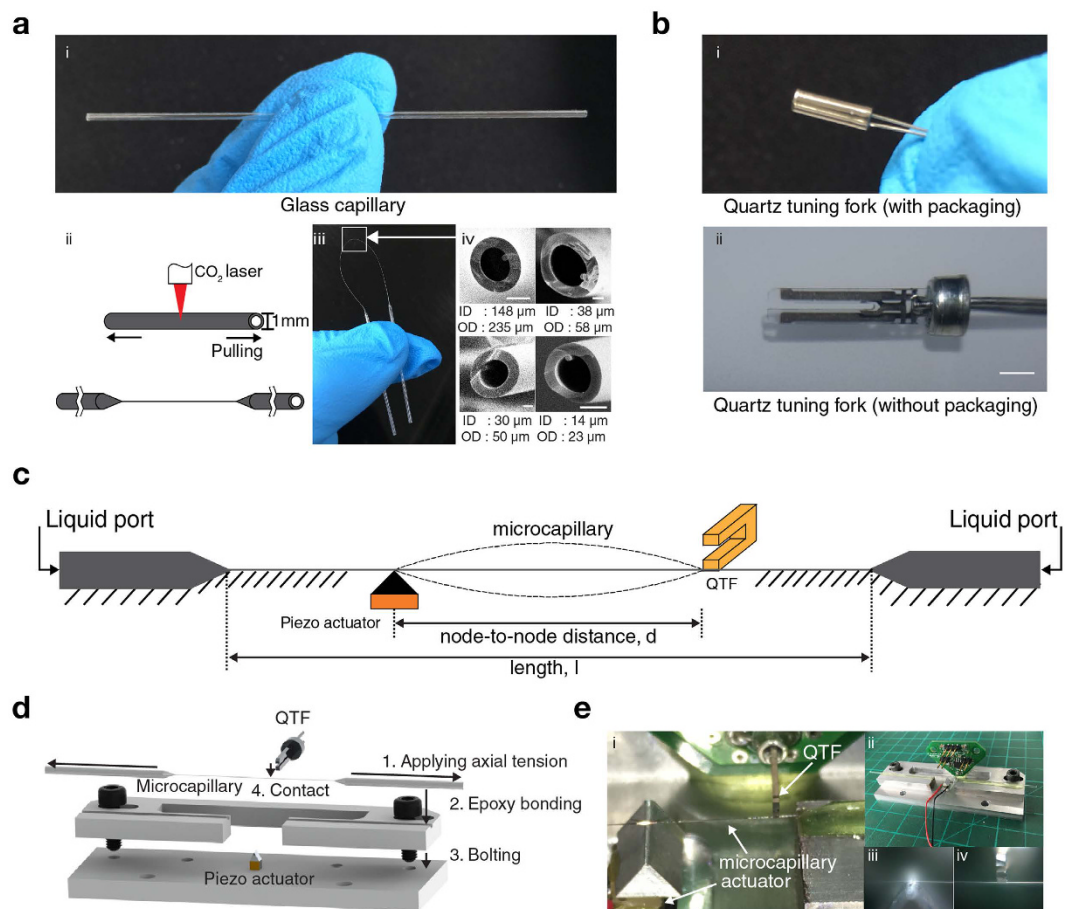 a
i
Glass capillary
ii
CO₂ laser
1 mm
Pulling
iii
iv
ID : 148 µm
OD : 235 µm
ID : 38 µm
OD : 58 µm
ID : 30 µm
OD : 50 µm
ID : 14 µm
OD : 23 µm
b
i
Quartz tuning fork (with packaging)
ii
Quartz tuning fork (without packaging)
c
Liquid port
microcapillary
Liquid port
QTF
Piezo actuator
node-to-node distance, d
length, l
d
QTF
1. Applying axial tension
Microcapillary
4. Contact
2. Epoxy bonding
3. Bolting
Piezo actuator
e
i
QTF
microcapillary
actuator
ii
iii
iv